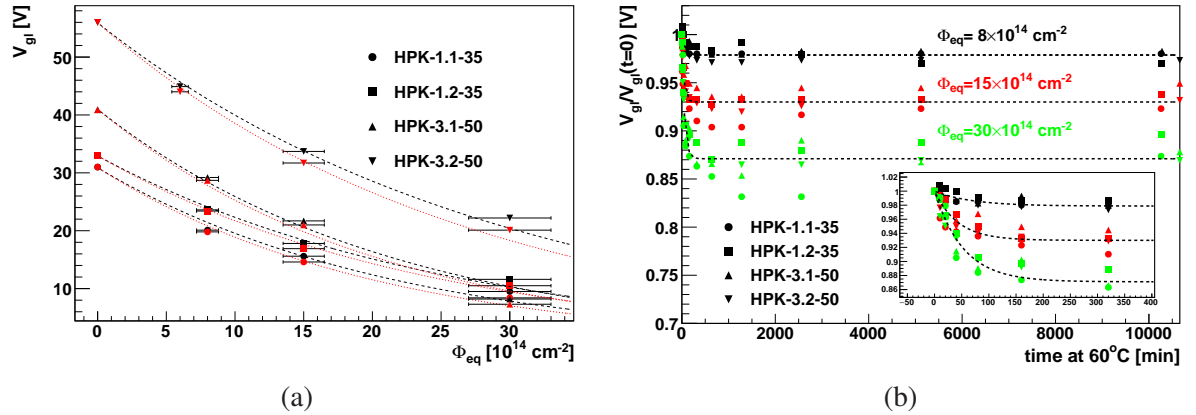 V_gl [V]
50
40
30
20
10
0 5 10 15 20 25 30
Φ_eq [10^14 cm^-2]
HPK-1.1-35
HPK-1.2-35
HPK-3.1-50
HPK-3.2-50
(a)
V_gl/V_gl(t=0) [V]
1
0.95
0.9
0.85
0.8
0.75
0.7
0 2000 4000 6000 8000 10000
time at 60°C [min]
Φ_eq= 8×10^14 cm^-2
Φ_eq=15×10^14 cm^-2
Φ_eq=30×10^14 cm^-2
HPK-1.1-35
HPK-1.2-35
HPK-3.1-50
HPK-3.2-50
1.02
1
0.98
0.96
0.94
0.92
0.9
0.88
0.86
-50 0 50 100 150 200 250 300 350 400
(b)